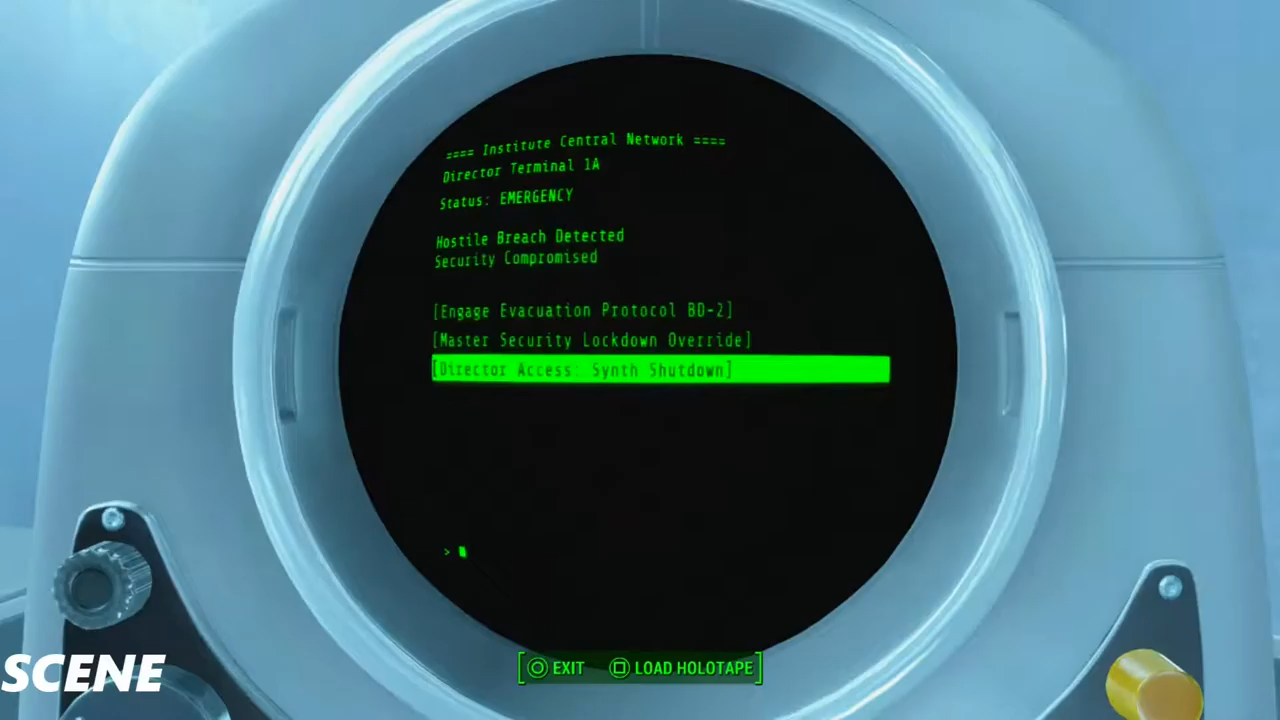 ==== Institute Central Network ====
Director Terminal 1A
Status: EMERGENCY
Hostile Breach Detected
Security Compromised
[Engage Evacuation Protocol BD-2]
[Master Security Lockdown Override]
[Director Access: Synth Shutdown]
>
[ EXIT LOAD HOLOTAPE ]
SCENE